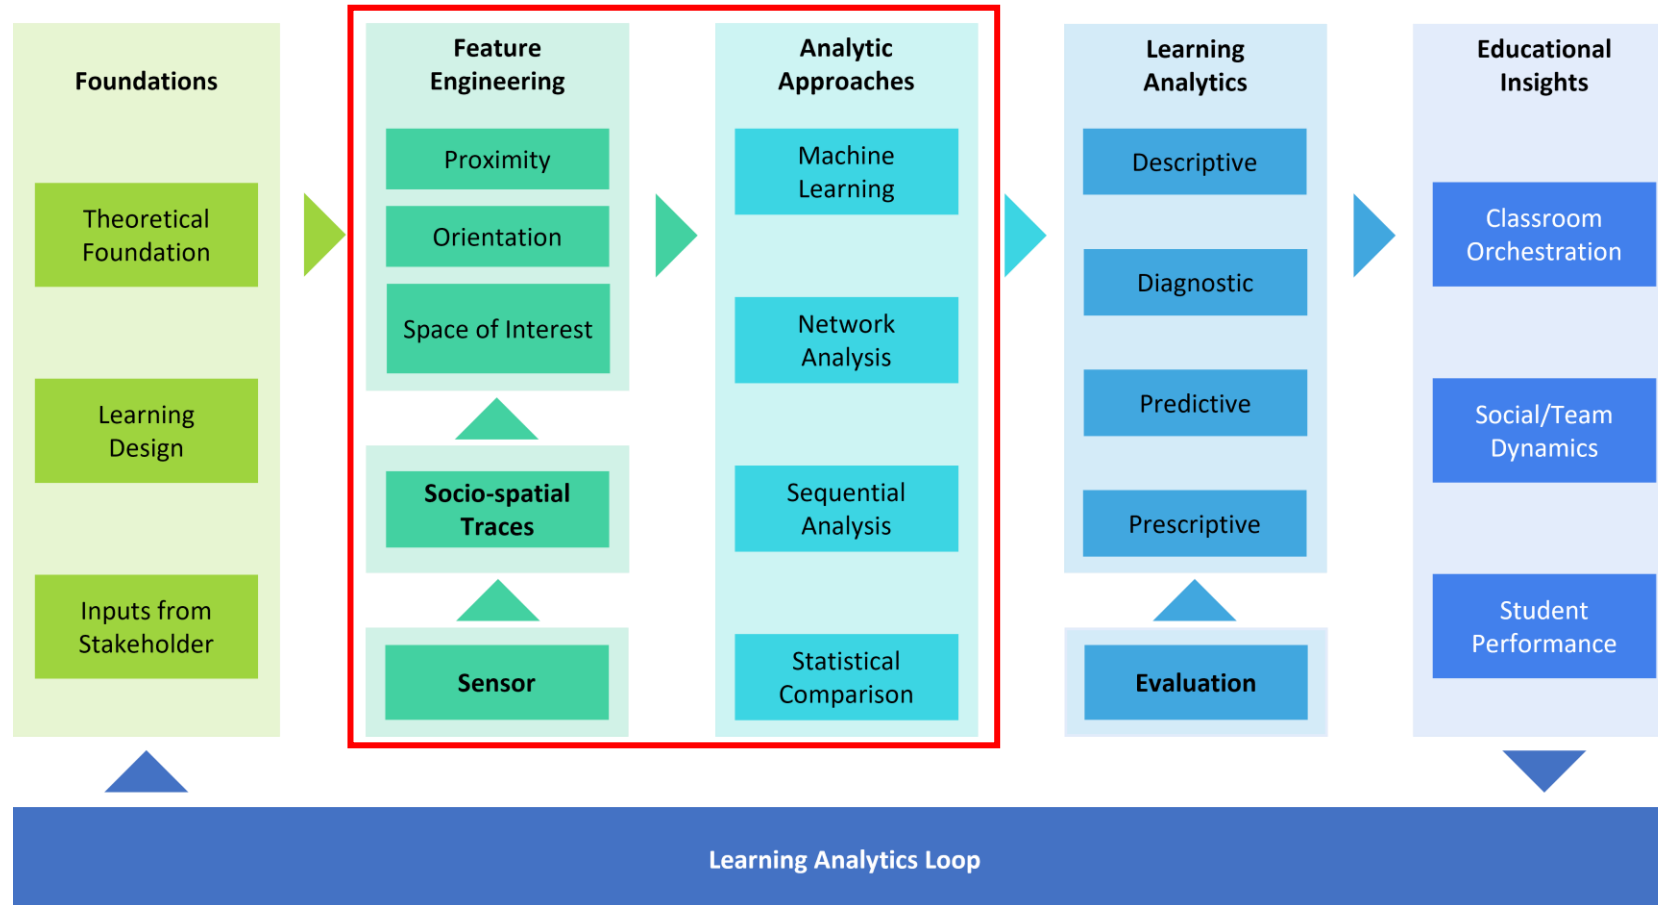 Foundations
Theoretical
Foundation
Learning
Design
Inputs from
Stakeholder
Feature
Engineering
Proximity
Orientation
Space of Interest
Socio-spatial
Traces
Sensor
Analytic
Approaches
Machine
Learning
Network
Analysis
Sequential
Analysis
Statistical
Comparison
Learning
Analytics
Descriptive
Diagnostic
Predictive
Prescriptive
Evaluation
Educational
Insights
Classroom
Orchestration
Social/Team
Dynamics
Student
Performance
Learning Analytics Loop